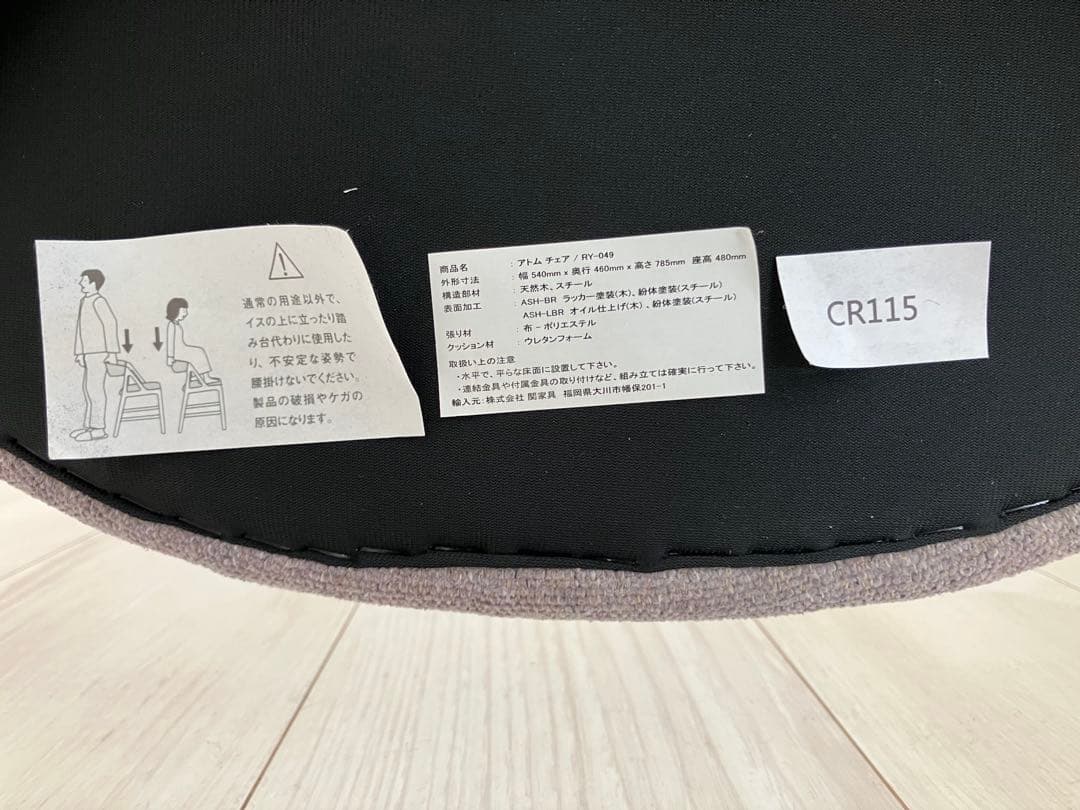 通常の用途以外で、
イスの上に立ったり踏
み台代わりに使用した
り、不安定な姿勢で
腰掛けないでください。
製品の破損やケガの
原因になります。
商品名 : アトム チェア / RY-049
外形寸法 : 幅 540mm x 奥行 460mm x 高さ 785mm 座高 480mm
構造部材 : 天然木、スチール
表面加工 : ASH-BR ラッカー塗装(木)、紛体塗装(スチール)
ASH-LBR オイル仕上げ(木)、紛体塗装(スチール)
張り材 : 布 – ポリエステル
クッション材 : ウレタンフォーム
取扱い上の注意
・水平で、平らな床面に設置して下さい。
・連結金具や付属金具の取り付けなど、組み立ては確実に行って下さい。
輸入元: 株式会社 関家具 福岡県大川市幡保201-1
CR115